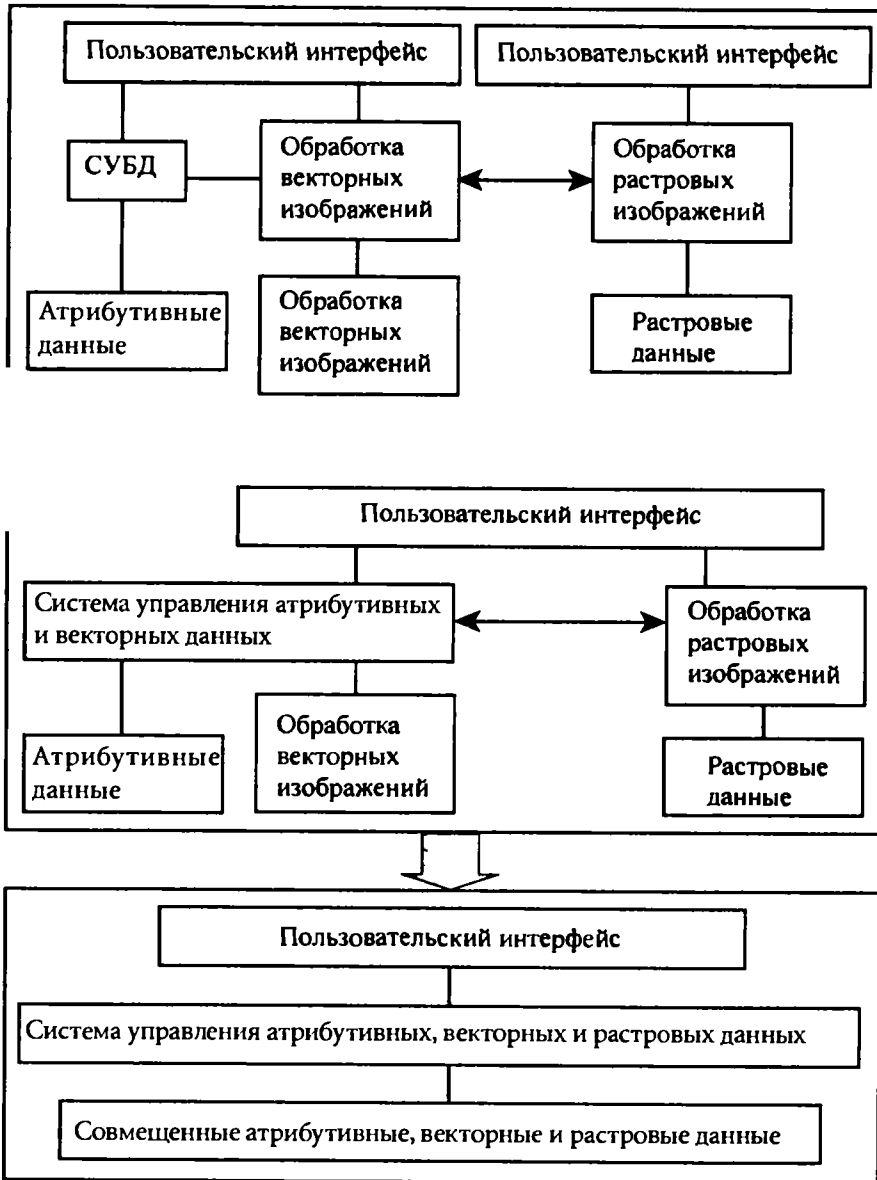 Пользовательский интерфейс
Пользовательский интерфейс
СУБД
Обработка
векторных
изображений
Обработка
растровых
изображений
Атрибутивные
данные
Обработка
векторных
изображений
Растровые
данные
Пользовательский интерфейс
Система управления атрибутивных
и векторных данных
Обработка
растровых
изображений
Атрибутивные
данные
Обработка
векторных
изображений
Растровые
данные
Пользовательский интерфейс
Система управления атрибутивных, векторных и растровых данных
Совмещенные атрибутивные, векторные и растровые данные